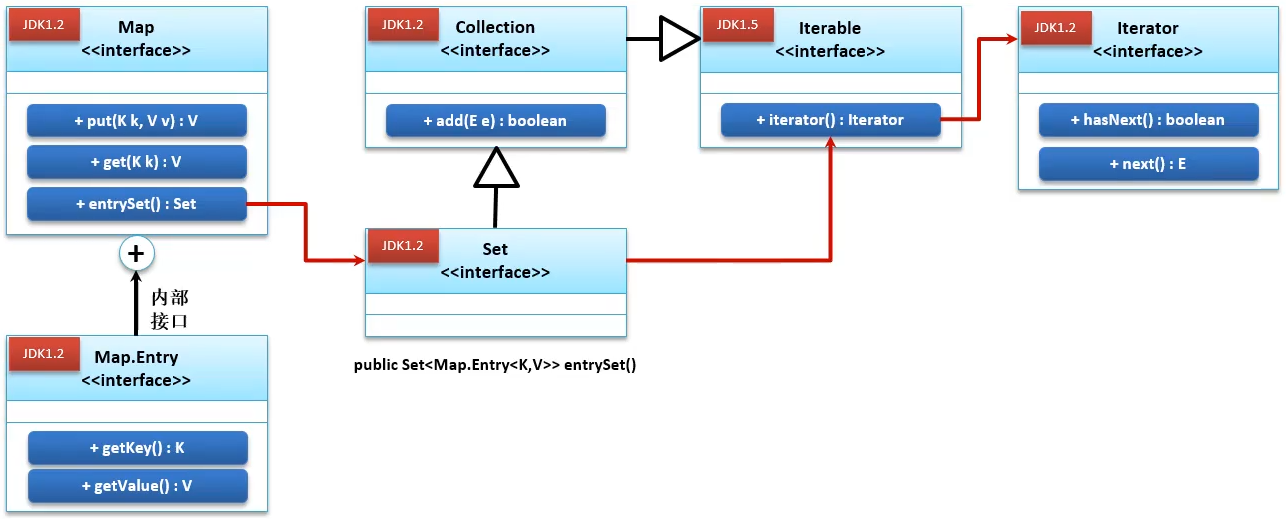 JDK1.2
Map
<<interface>>
+ put(K k, V v) : V
+ get(K k) : V
+ entrySet() : Set
+
内部
接口
JDK1.2
Map.Entry
<<interface>>
+ getKey() : K
+ getValue() : V
JDK1.2
Collection
<<interface>>
+ add(E e) : boolean
JDK1.2
Set
<<interface>>
public Set<Map.Entry<K,V>> entrySet()
JDK1.5
Iterable
<<interface>>
+ iterator() : Iterator
JDK1.2
Iterator
<<interface>>
+ hasNext() : boolean
+ next() : E